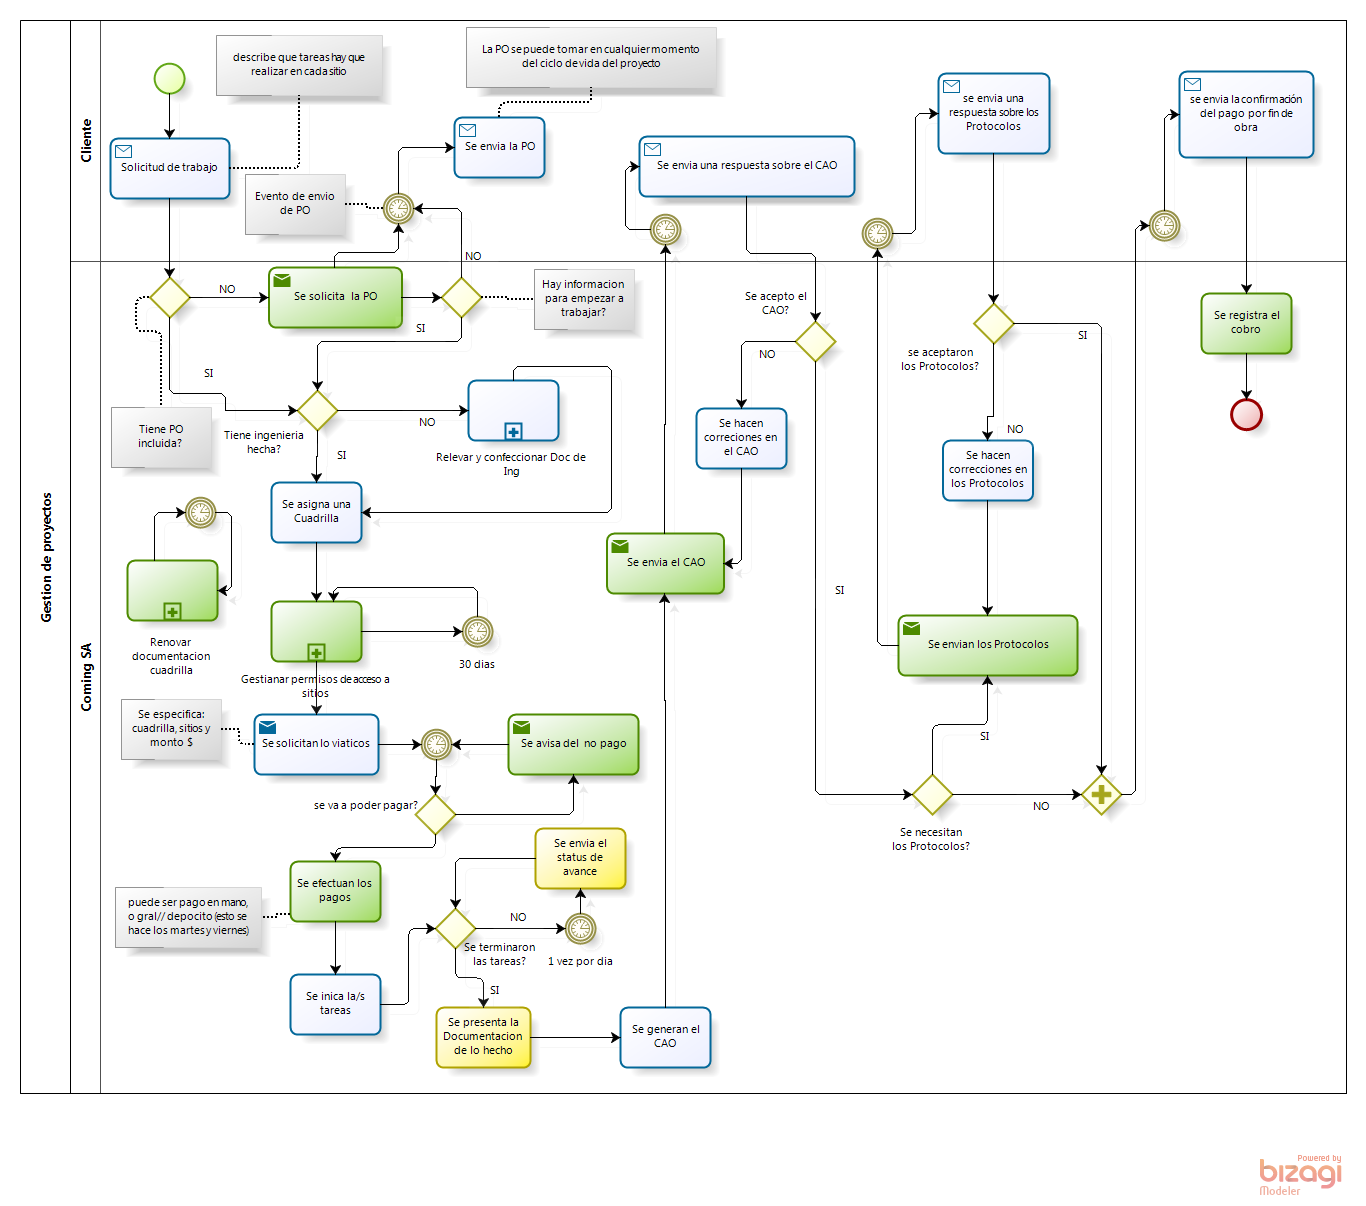 Gestion de proyectos
Cliente
Coming SA
describe que tareas hay que
realizar en cada sitio
La PO se puede tomar en cualquier momento
del ciclo de vida del proyecto
Solicitud de trabajo
Evento de envio
de PO
Se envia la PO
Se envia una respuesta sobre el CAO
se envia una
respuesta sobre los
Protocolos
se envia la confirmación
del pago por fin de
obra
NO
NO
Se solicita la PO
SI
Hay informacion
para empezar a
trabajar?
Se acepto el
CAO?
NO
SI
se aceptaron
los Protocolos?
Se registra el
cobro
SI
Tiene PO
incluida?
Tiene ingenieria
hecha?
NO
SI
Relevar y confeccionar Doc de
Ing
Se hacen
correciones en
el CAO
NO
Se hacen
correcciones en
los Protocolos
Se asigna una
Cuadrilla
Se envia el CAO
SI
Renovar
documentacion
cuadrilla
30 dias
Gestianar permisos de acceso a
sitios
Se envian los Protocolos
Se especifica:
cuadrilla, sitios y
monto $
Se solicitan lo viaticos
Se avisa del no pago
SI
se va a poder pagar?
NO
Se necesitan
los Protocolos?
Se envia el
status de
avance
Se efectuan los
pagos
puede ser pago en mano,
o gral// depocito (esto se
hace los martes y viernes)
NO
Se terminaron
las tareas?
1 vez por dia
SI
Se inica la/s
tareas
Se presenta la
Documentacion
de lo hecho
Se generan el
CAO
Powered by
bizagi
Modeler